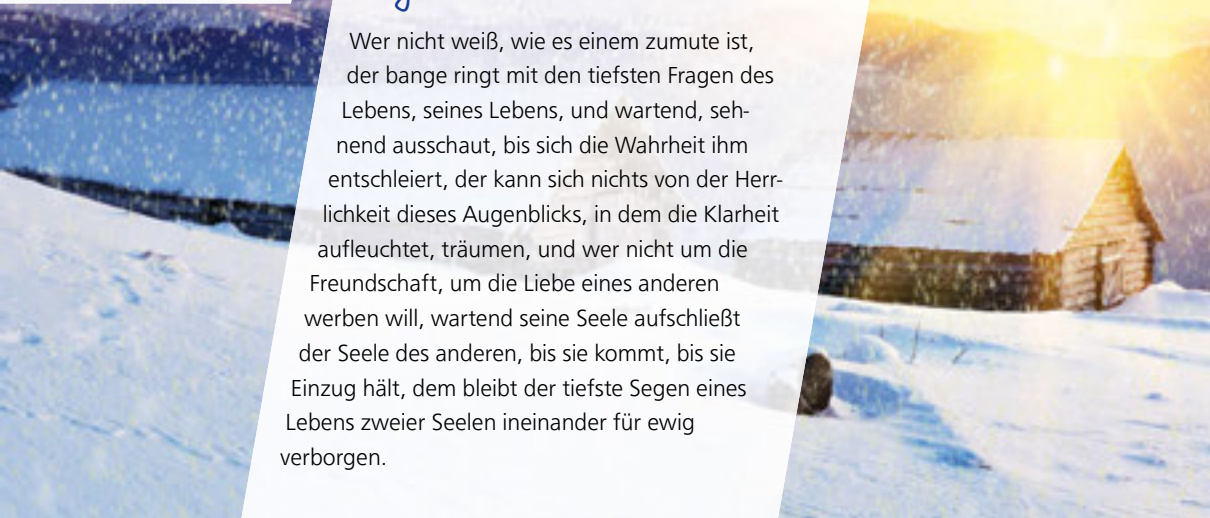 Wer nicht weiß, wie es einem zumute ist,
der bange ringt mit den tiefsten Fragen des
Lebens, seines Lebens, und wartend, seh-
nend ausschaut, bis sich die Wahrheit ihm
entschleiert, der kann sich nichts von der Herr-
lichkeit dieses Augenblicks, in dem die Klarheit
aufleuchtet, träumen, und wer nicht um die
Freundschaft, um die Liebe eines anderen
werben will, wartend seine Seele aufschließt
der Seele des anderen, bis sie kommt, bis sie
Einzug hält, dem bleibt der tiefste Segen eines
Lebens zweier Seelen ineinander für ewig
verborgen.